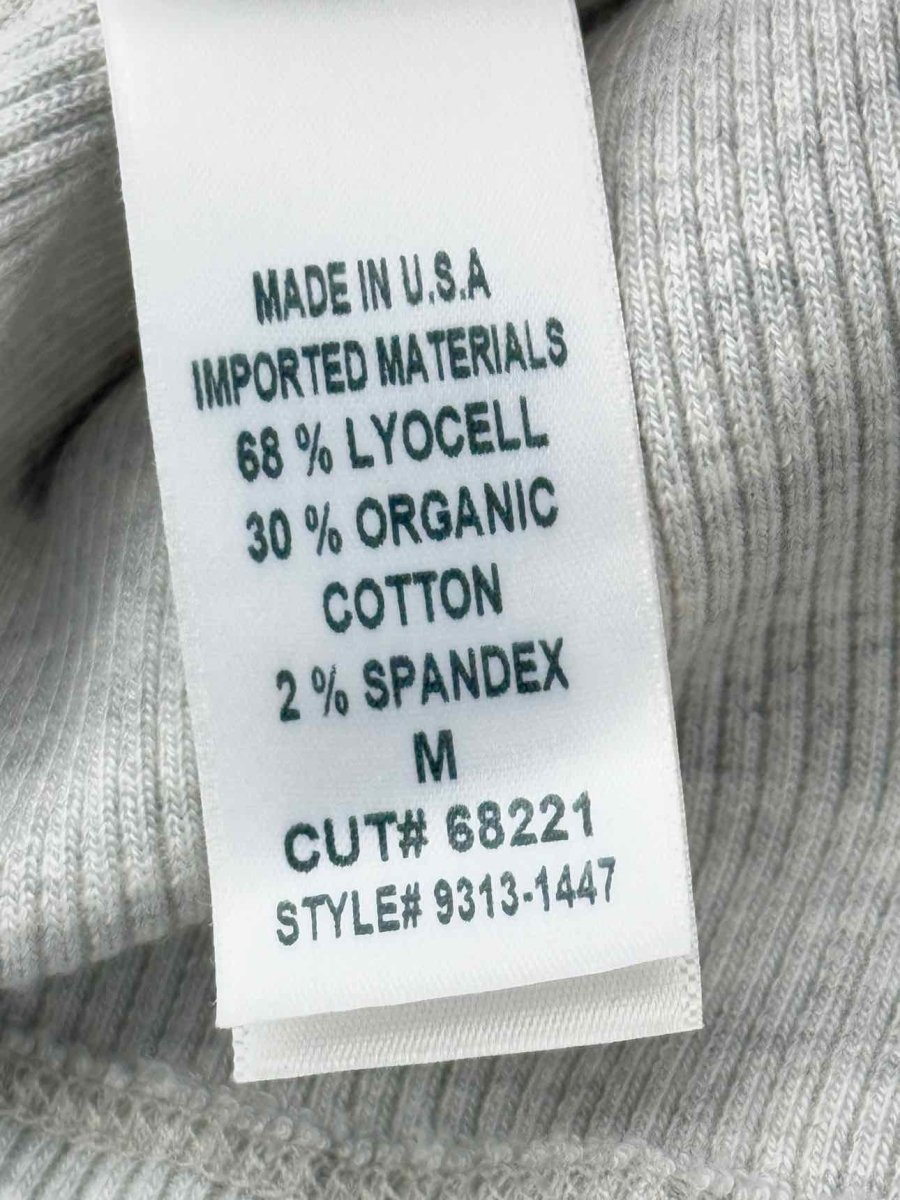 MADE IN U.S.A
IMPORTED MATERIALS
68 % LYOCELL
30 % ORGANIC
COTTON
2 % SPANDEX
M
CUT# 68221
STYLE# 9313-1447